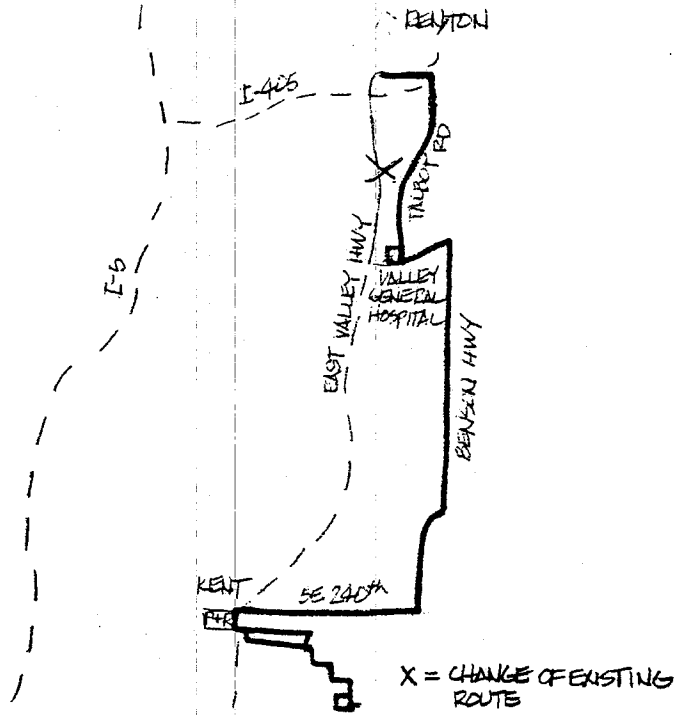 RENTON
I-405
TALBOT RD
I-5
EAST VALLEY HWY
VALLEY
GENERAL
HOSPITAL
BENSON HWY
KENT
SE 240th
P+R
X = CHANGE OF EXISTING
ROUTE